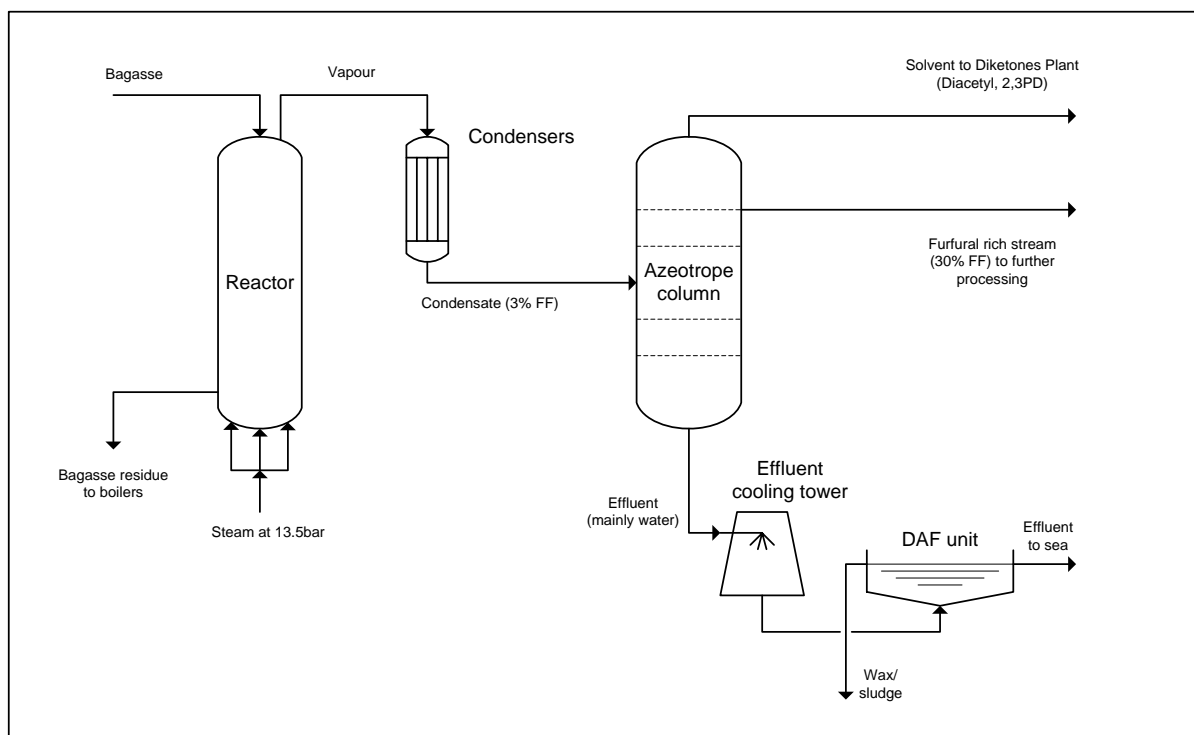 Bagasse
Vapour
Solvent to Diketones Plant
(Diacetyl, 2,3PD)
Condensers
Reactor
Azeotrope
column
Furfural rich stream
(30% FF) to further
processing
Condensate (3% FF)
Bagasse residue
to boilers
Steam at 13.5bar
Effluent
(mainly water)
Effluent
cooling tower
DAF unit
Effluent
to sea
Wax/
sludge